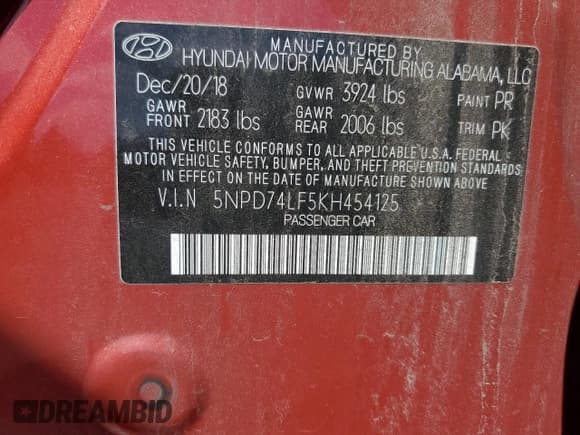 MANUFACTURED BY
HYUNDAI MOTOR MANUFACTURING ALABAMA, LLC
Dec/20/18 GVWR 3924 lbs PAINT PR
GAWR FRONT 2183 lbs GAWR REAR 2006 lbs TRIM PK
THIS VEHICLE CONFORMS TO ALL APPLICABLE U.S.A. FEDERAL
MOTOR VEHICLE SAFETY, BUMPER, AND THEFT PREVENTION STANDARDS
IN EFFECT ON THE DATE OF MANUFACTURE SHOWN ABOVE
V.I.N 5NPD74LF5KH454125
PASSENGER CAR
DREAMBID